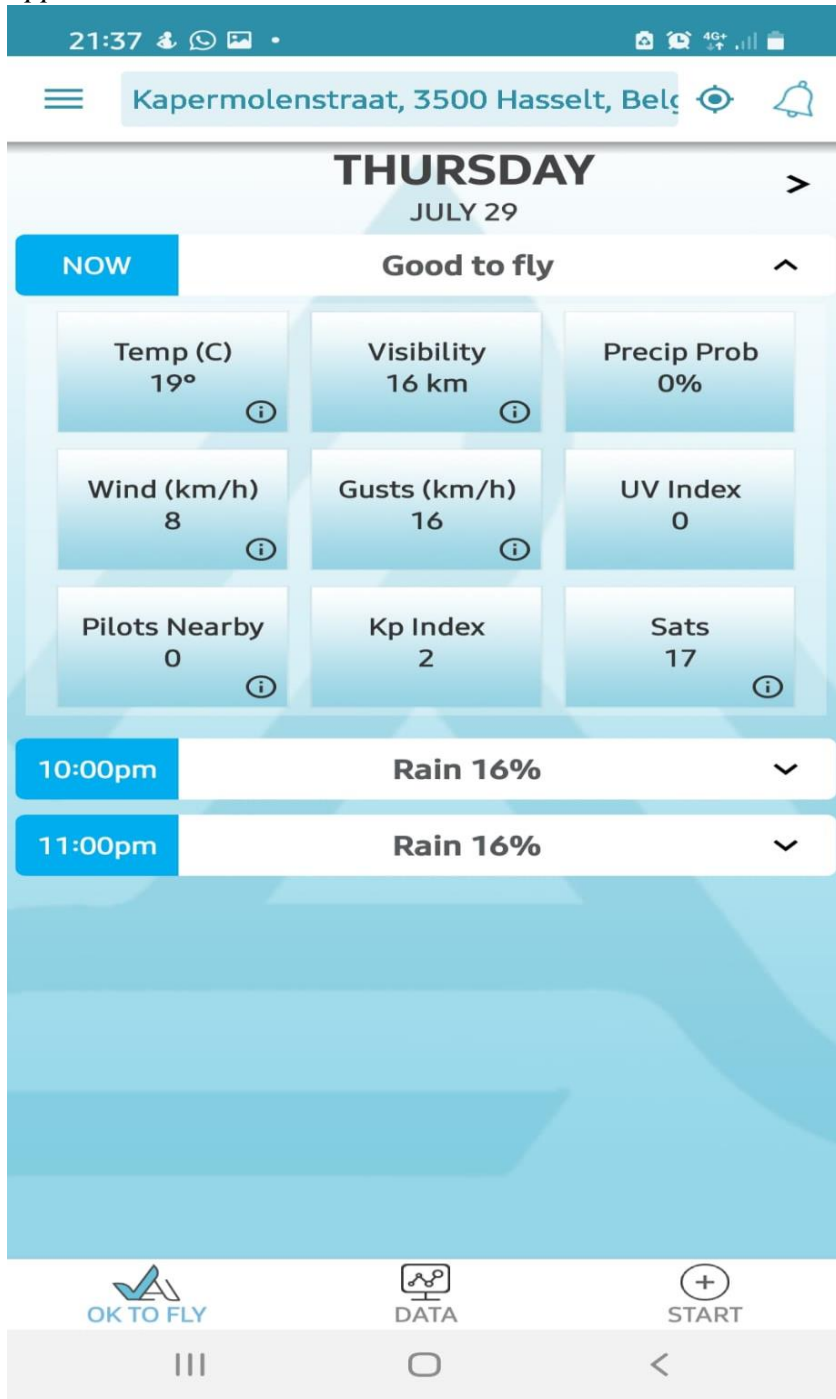 21:37
4G+
Kapermolenstraat, 3500 Hasselt, Belg
THURSDAY
JULY 29
>
NOW Good to fly
Temp (C) Visibility Precip Prob
19° 16 km 0%
Wind (km/h) Gusts (km/h) UV Index
8 16 0
Pilots Nearby Kp Index Sats
0 2 17
10:00pm Rain 16%
11:00pm Rain 16%
OK TO FLY DATA START